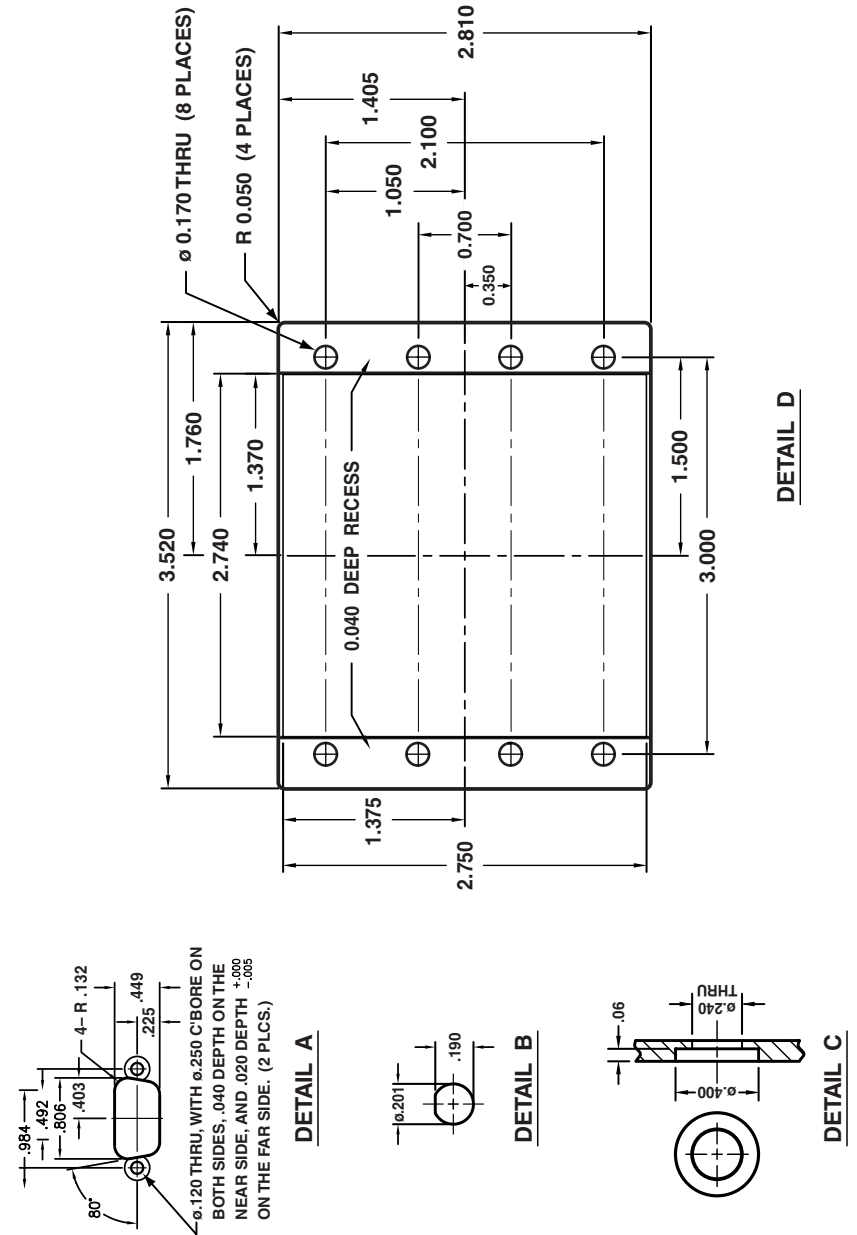 .984
.492
.806
.403
4– R .132
.449
.225
80°
ø.120 THRU, WITH ø.250 C'BORE ON
BOTH SIDES, .040 DEPTH ON THE
NEAR SIDE, AND .020 DEPTH +.000 -.005
ON THE FAR SIDE. (2 PLCS.)
DETAIL A
ø.201
.190
DETAIL B
.06
ø.400
ø.240
THRU
DETAIL C
ø 0.170 THRU (8 PLACES)
R 0.050 (4 PLACES)
3.520
1.760
2.740
1.370
0.040 DEEP RECESS
1.375
2.750
0.350
0.700
1.050
2.100
1.405
2.810
1.500
3.000
DETAIL D